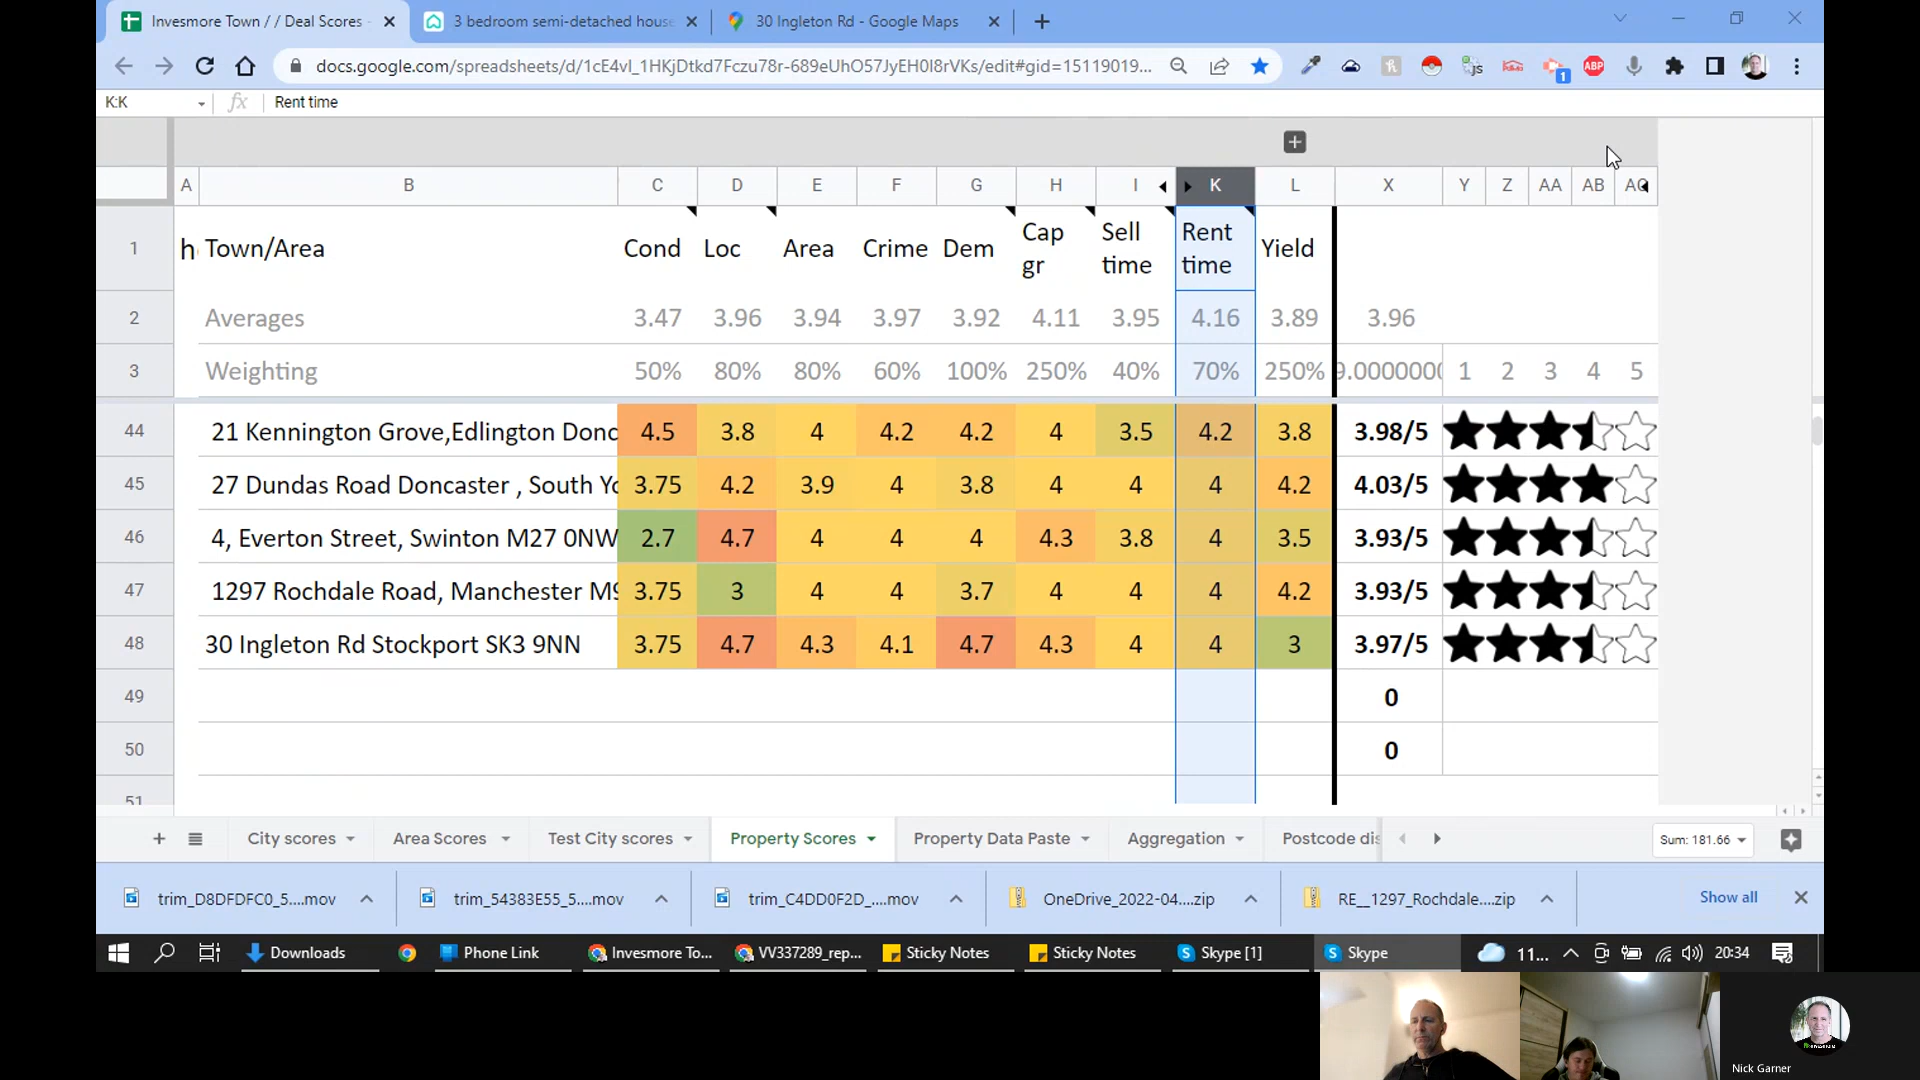 Invesmore Town // Deal Scores -
3 bedroom semi-detached house
30 Ingleton Rd - Google Maps
docs.google.com/spreadsheets/d/1cE4vI_1HKjDtkd7Fczu78r-689eUhO57JyEH0I8rVKs/edit#gid=15119019...
K:K fx Rent time
A B C D E F G H I K L X Y Z AA AB AC
1 Town/Area Cond Loc Area Crime Dem Cap gr Sell time Rent time Yield
2 Averages 3.47 3.96 3.94 3.97 3.92 4.11 3.95 4.16 3.89 3.96
3 Weighting 50% 80% 80% 60% 100% 250% 40% 70% 250% 9.0000000 1 2 3 4 5
44 21 Kennington Grove,Edlington Donc 4.5 3.8 4 4.2 4.2 4 3.5 4.2 3.8 3.98/5
45 27 Dundas Road Doncaster , South Yo 3.75 4.2 3.9 4 3.8 4 4 4 4.2 4.03/5
46 4, Everton Street, Swinton M27 0NW 2.7 4.7 4 4 4 4.3 3.8 4 3.5 3.93/5
47 1297 Rochdale Road, Manchester M9 3.75 3 4 4 3.7 4 4 4 4.2 3.93/5
48 30 Ingleton Rd Stockport SK3 9NN 3.75 4.7 4.3 4.1 4.7 4.3 4 4 3 3.97/5
49 0
50 0
51
City scores Area Scores Test City scores Property Scores Property Data Paste Aggregation Postcode dis Sum: 181.66
trim_D8DFDFC0_5....mov trim_54383E55_5....mov trim_C4DD0F2D_....mov OneDrive_2022-04....zip RE__1297_Rochdale....zip Show all
Downloads Phone Link Invesmore To... VV337289_rep... Sticky Notes Sticky Notes Skype [1] Skype 11... 20:34
Nick Garner